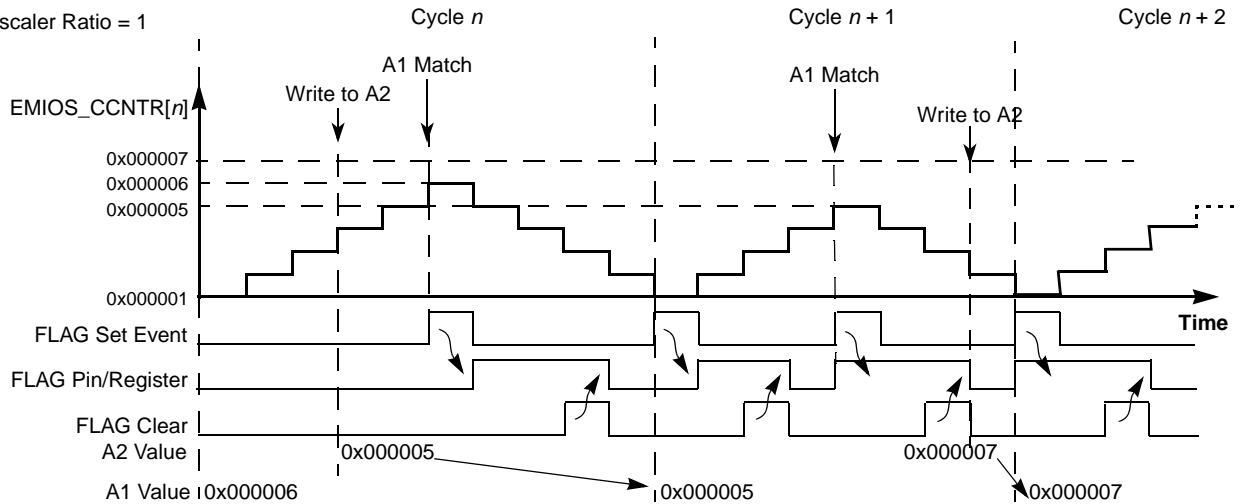 scaler Ratio = 1
Cycle n
Cycle n + 1
Cycle n + 2
A1 Match
A1 Match
Write to A2
Write to A2
EMIOS_CCNTR[n]
0x000007
0x000006
0x000005
0x000001
Time
FLAG Set Event
FLAG Pin/Register
FLAG Clear
A2 Value 0x000005 0x000007
A1 Value 0x000006 0x000005 0x000007